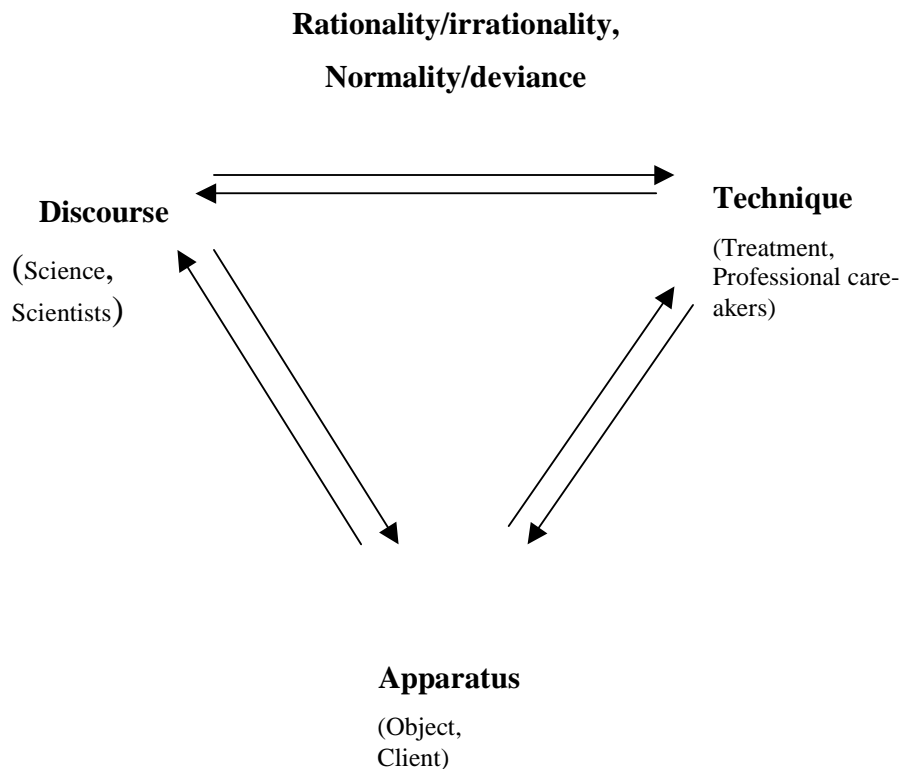 Rationality/irrationality,
Normality/deviance
Discourse
(Science,
Scientists)
Technique
(Treatment,
Professional care-
akers)
Apparatus
(Object,
Client)